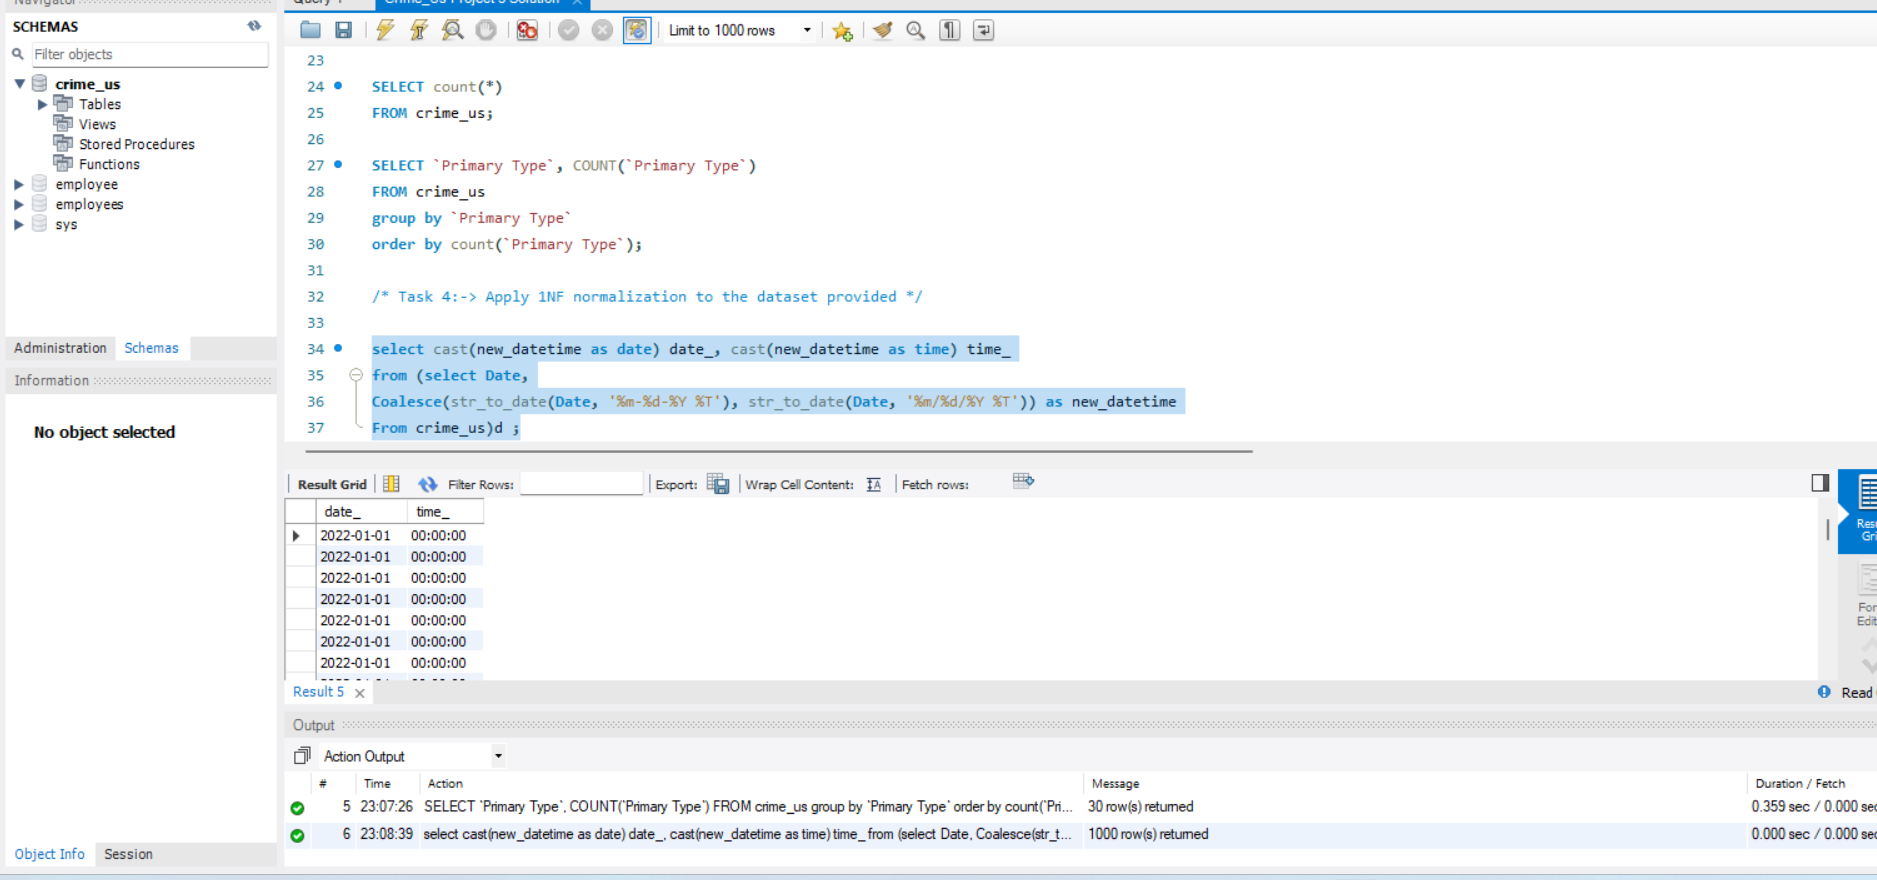 Navigator
SCHEMAS
Filter objects
crime_us
Tables
Views
Stored Procedures
Functions
employee
employees
sys
Administration Schemas
Information
No object selected
Object Info Session
Query 1 Crime_Us Project 3 Solution
Limit to 1000 rows
23
24 SELECT count(*)
25 FROM crime_us;
26
27 SELECT `Primary Type`, COUNT(`Primary Type`)
28 FROM crime_us
29 group by `Primary Type`
30 order by count(`Primary Type`);
31
32 /* Task 4:-> Apply 1NF normalization to the dataset provided */
33
34 select cast(new_datetime as date) date_, cast(new_datetime as time) time_
35 from (select Date,
36 Coalesce(str_to_date(Date, '%m-%d-%Y %T'), str_to_date(Date, '%m/%d/%Y %T')) as new_datetime
37 From crime_us)d ;
Result Grid Filter Rows: Export: Wrap Cell Content: Fetch rows:
date_ time_
2022-01-01 00:00:00
2022-01-01 00:00:00
2022-01-01 00:00:00
2022-01-01 00:00:00
2022-01-01 00:00:00
2022-01-01 00:00:00
2022-01-01 00:00:00
Result 5
Read
Output
Action Output
# Time Action Message Duration / Fetch
5 23:07:26 SELECT `Primary Type`, COUNT(`Primary Type`) FROM crime_us group by `Primary Type` order by count(`Pri... 30 row(s) returned 0.359 sec / 0.000 sec
6 23:08:39 select cast(new_datetime as date) date_, cast(new_datetime as time) time_ from (select Date, Coalesce(str_t... 1000 row(s) returned 0.000 sec / 0.000 sec